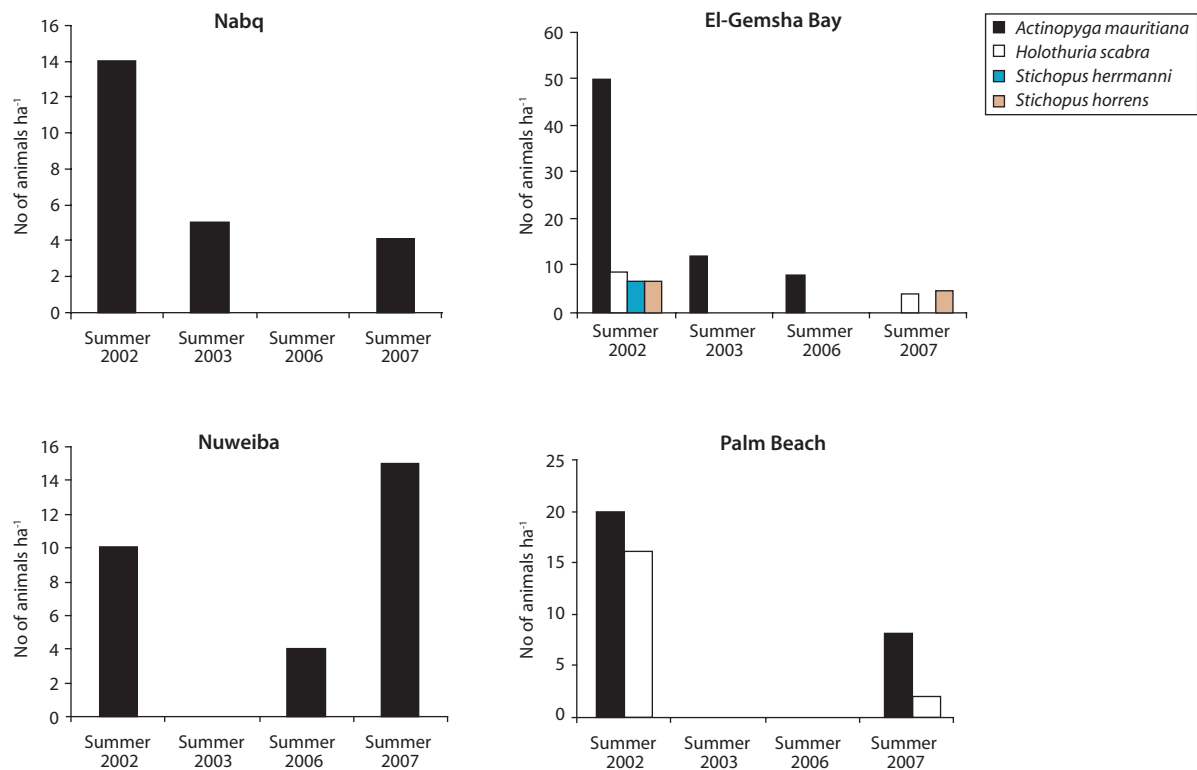 Nabq
No of animals ha⁻¹
16
14
12
10
8
6
4
2
0
Summer Summer Summer Summer
2002 2003 2006 2007
El-Gemsha Bay
No of animals ha⁻¹
60
50
40
30
20
10
0
Summer Summer Summer Summer
2002 2003 2006 2007
Actinopyga mauritiana
Holothuria scabra
Stichopus herrmanni
Stichopus horrens
Nuweiba
No of animals ha⁻¹
16
14
12
10
8
6
4
2
0
Summer Summer Summer Summer
2002 2003 2006 2007
Palm Beach
No of animals ha⁻¹
25
20
15
10
5
0
Summer Summer Summer Summer
2002 2003 2006 2007